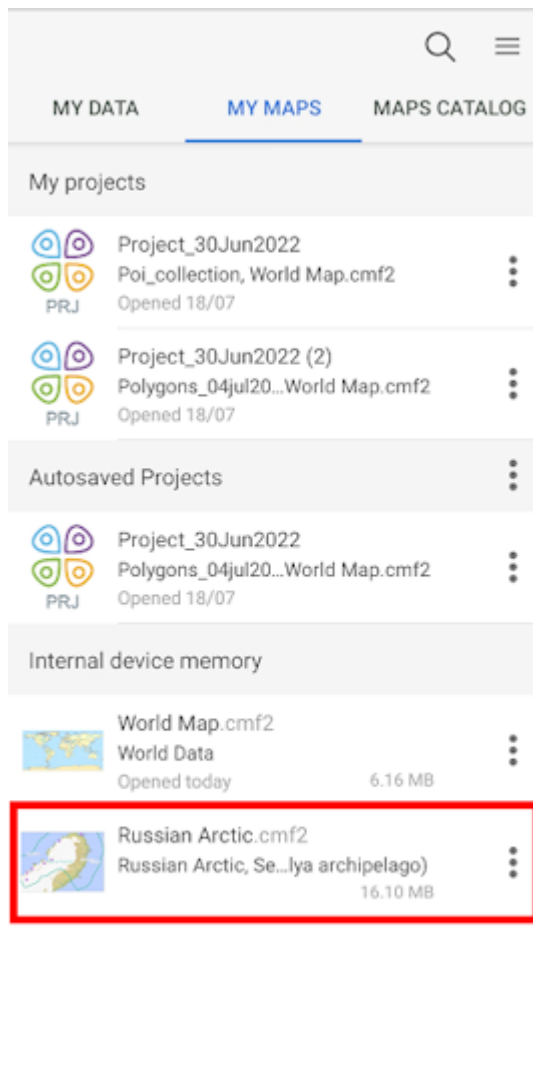 MY DATA MY MAPS MAPS CATALOG
My projects
Project_30Jun2022
Poi_collection, World Map.cmf2
Opened 18/07
PRJ
Project_30Jun2022 (2)
Polygons_04jul20...World Map.cmf2
Opened 18/07
PRJ
Autosaved Projects
Project_30Jun2022
Polygons_04jul20...World Map.cmf2
Opened 18/07
PRJ
Internal device memory
World Map.cmf2
World Data
Opened today 6.16 MB
Russian Arctic.cmf2
Russian Arctic, Se...lya archipelago)
16.10 MB